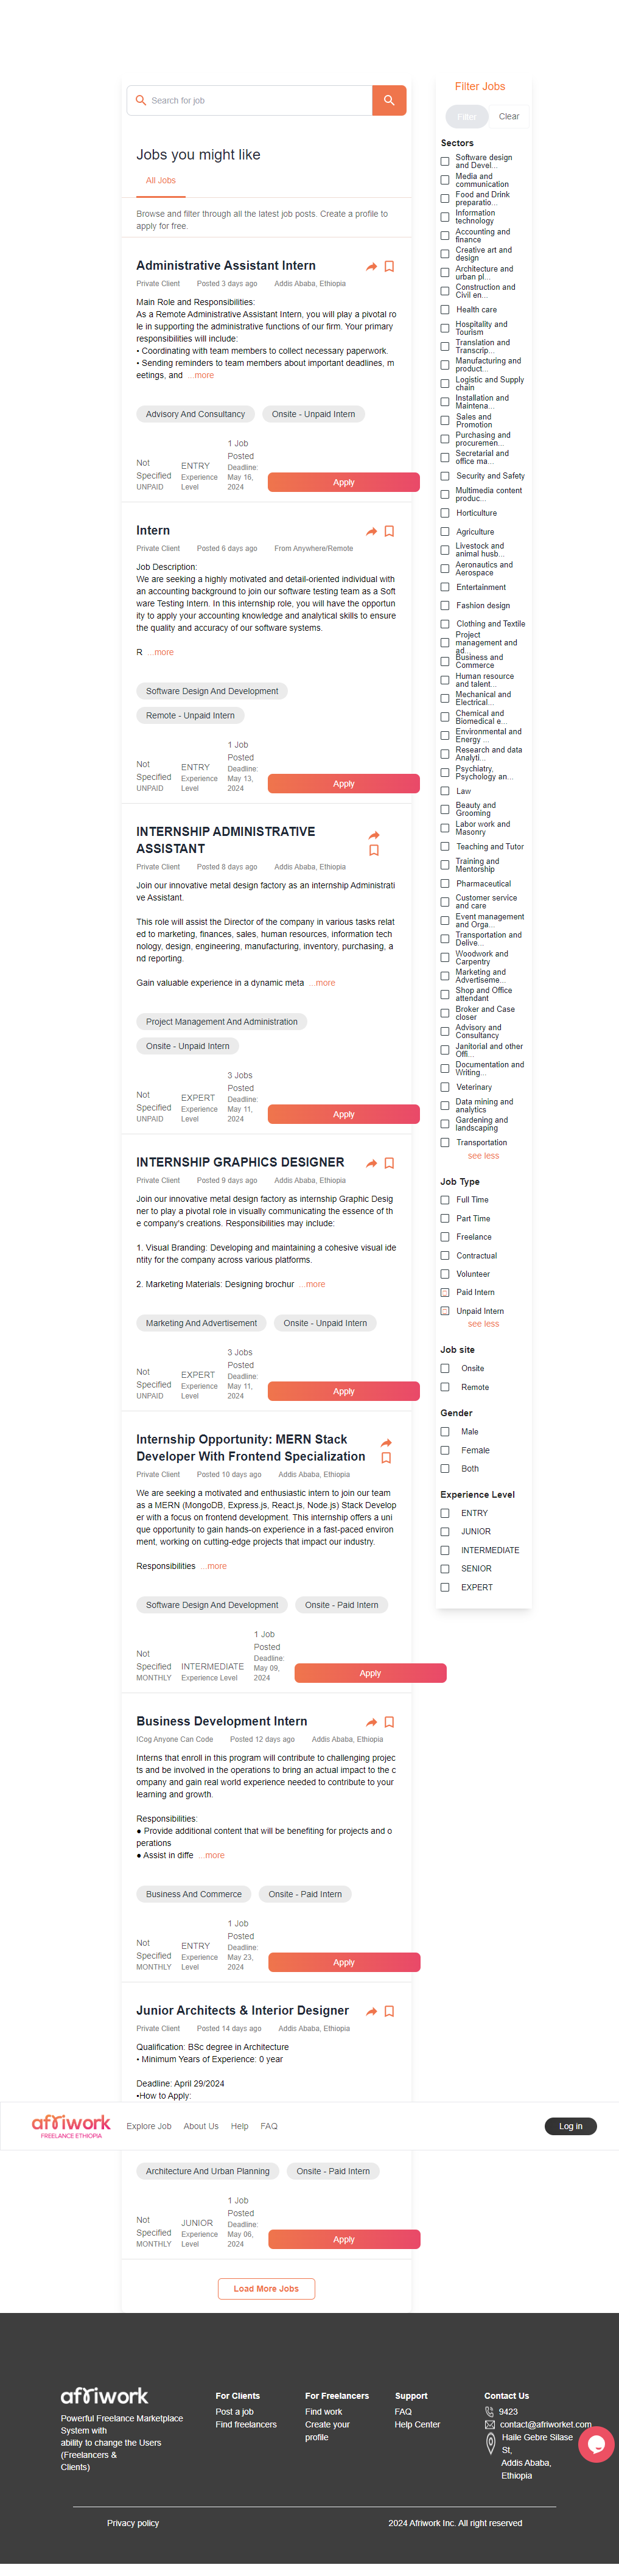 Search for job
Jobs you might like
All Jobs
Browse and filter through all the latest job posts. Create a profile to
apply for free.
Administrative Assistant Intern
Private Client Posted 3 days ago Addis Ababa, Ethiopia
Main Role and Responsibilities:
As a Remote Administrative Assistant Intern, you will play a pivotal ro
le in supporting the administrative functions of our firm. Your primary
responsibilities will include:
• Coordinating with team members to collect necessary paperwork.
• Sending reminders to team members about important deadlines, m
eetings, and ...more
Advisory And Consultancy Onsite - Unpaid Intern
Not
Specified
UNPAID
ENTRY
Experience
Level
1 Job
Posted
Deadline:
May 16,
2024
Apply
Intern
Private Client Posted 6 days ago From Anywhere/Remote
Job Description:
We are seeking a highly motivated and detail-oriented individual with
an accounting background to join our software testing team as a Soft
ware Testing Intern. In this internship role, you will have the opportun
ity to apply your accounting knowledge and analytical skills to ensure
the quality and accuracy of our software systems.
R ...more
Software Design And Development
Remote - Unpaid Intern
Not
Specified
UNPAID
ENTRY
Experience
Level
1 Job
Posted
Deadline:
May 13,
2024
Apply
INTERNSHIP ADMINISTRATIVE
ASSISTANT
Private Client Posted 8 days ago Addis Ababa, Ethiopia
Join our innovative metal design factory as an internship Administrati
ve Assistant.
This role will assist the Director of the company in various tasks relat
ed to marketing, finances, sales, human resources, information tech
nology, design, engineering, manufacturing, inventory, purchasing, a
nd reporting.
Gain valuable experience in a dynamic meta ...more
Project Management And Administration
Onsite - Unpaid Intern
Not
Specified
UNPAID
EXPERT
Experience
Level
3 Jobs
Posted
Deadline:
May 11,
2024
Apply
INTERNSHIP GRAPHICS DESIGNER
Private Client Posted 9 days ago Addis Ababa, Ethiopia
Join our innovative metal design factory as internship Graphic Desig
ner to play a pivotal role in visually communicating the essence of th
e company's creations. Responsibilities may include:
1. Visual Branding: Developing and maintaining a cohesive visual ide
ntity for the company across various platforms.
2. Marketing Materials: Designing brochur ...more
Marketing And Advertisement Onsite - Unpaid Intern
Not
Specified
UNPAID
EXPERT
Experience
Level
3 Jobs
Posted
Deadline:
May 11,
2024
Apply
Internship Opportunity: MERN Stack
Developer With Frontend Specialization
Private Client Posted 10 days ago Addis Ababa, Ethiopia
We are seeking a motivated and enthusiastic intern to join our team
as a MERN (MongoDB, Express.js, React.js, Node.js) Stack Develop
er with a focus on frontend development. This internship offers a uni
que opportunity to gain hands-on experience in a fast-paced environ
ment, working on cutting-edge projects that impact our industry.
Responsibilities ...more
Software Design And Development Onsite - Paid Intern
Not
Specified
MONTHLY
INTERMEDIATE
Experience Level
1 Job
Posted
Deadline:
May 09,
2024
Apply
Business Development Intern
ICog Anyone Can Code Posted 12 days ago Addis Ababa, Ethiopia
Interns that enroll in this program will contribute to challenging projec
ts and be involved in the operations to bring an actual impact to the c
ompany and gain real world experience needed to contribute to your
learning and growth.
Responsibilities:
● Provide additional content that will be benefiting for projects and o
perations
● Assist in diffe ...more
Business And Commerce Onsite - Paid Intern
Not
Specified
MONTHLY
ENTRY
Experience
Level
1 Job
Posted
Deadline:
May 23,
2024
Apply
Junior Architects & Interior Designer
Private Client Posted 14 days ago Addis Ababa, Ethiopia
Qualification: BSc degree in Architecture
• Minimum Years of Experience: 0 year
Deadline: April 29/2024
•How to Apply:
afriwork
FREELANCE ETHIOPIA
Explore Job About Us Help FAQ
Log in
Architecture And Urban Planning Onsite - Paid Intern
Not
Specified
MONTHLY
JUNIOR
Experience
Level
1 Job
Posted
Deadline:
May 06,
2024
Apply
Load More Jobs
Filter Jobs
Filter Clear
Sectors
Software design
and Devel...
Media and
communication
Food and Drink
preparatio...
Information
technology
Accounting and
finance
Creative art and
design
Architecture and
urban pl...
Construction and
Civil en...
Health care
Hospitality and
Tourism
Translation and
Transcrip...
Manufacturing and
product...
Logistic and Supply
chain
Installation and
Maintena...
Sales and
Promotion
Purchasing and
procuremen...
Secretarial and
office ma...
Security and Safety
Multimedia content
produc...
Horticulture
Agriculture
Livestock and
animal husb...
Aeronautics and
Aerospace
Entertainment
Fashion design
Clothing and Textile
Project
management and
ad...
Business and
Commerce
Human resource
and talent...
Mechanical and
Electrical...
Chemical and
Biomedical e...
Environmental and
Energy ...
Research and data
Analyti...
Psychiatry,
Psychology an...
Law
Beauty and
Grooming
Labor work and
Masonry
Teaching and Tutor
Training and
Mentorship
Pharmaceutical
Customer service
and care
Event management
and Orga...
Transportation and
Delive...
Woodwork and
Carpentry
Marketing and
Advertiseme...
Shop and Office
attendant
Broker and Case
closer
Advisory and
Consultancy
Janitorial and other
Offi...
Documentation and
Writing...
Veterinary
Data mining and
analytics
Gardening and
landscaping
Transportation
see less
Job Type
Full Time
Part Time
Freelance
Contractual
Volunteer
Paid Intern
Unpaid Intern
see less
Job site
Onsite
Remote
Gender
Male
Female
Both
Experience Level
ENTRY
JUNIOR
INTERMEDIATE
SENIOR
EXPERT
afriwork
Powerful Freelance Marketplace
System with
ability to change the Users
(Freelancers &
Clients)
For Clients
Post a job
Find freelancers
For Freelancers
Find work
Create your
profile
Support
FAQ
Help Center
Contact Us
9423
contact@afriworket.com
Haile Gebre Silase
St,
Addis Ababa,
Ethiopia
Privacy policy
2024 Afriwork Inc. All right reserved